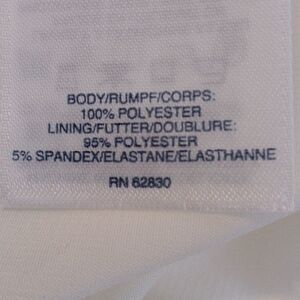 BODY/RUMPF/CORPS:
100% POLYESTER
LINING/FUTTER/DOUBLURE:
95% POLYESTER
5% SPANDEX/ELASTANE/ELASTHANNE
RN 62830